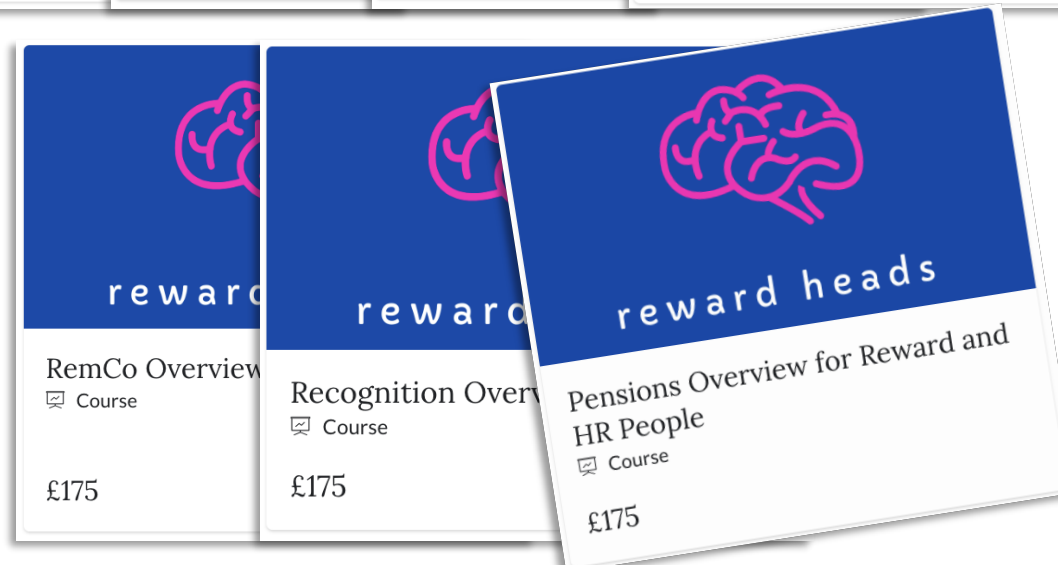 reward
RemCo Overview
Course
£175
reward
Recognition
Course
£175
reward heads
Pensions Overview for Reward and
HR People
Course
£175